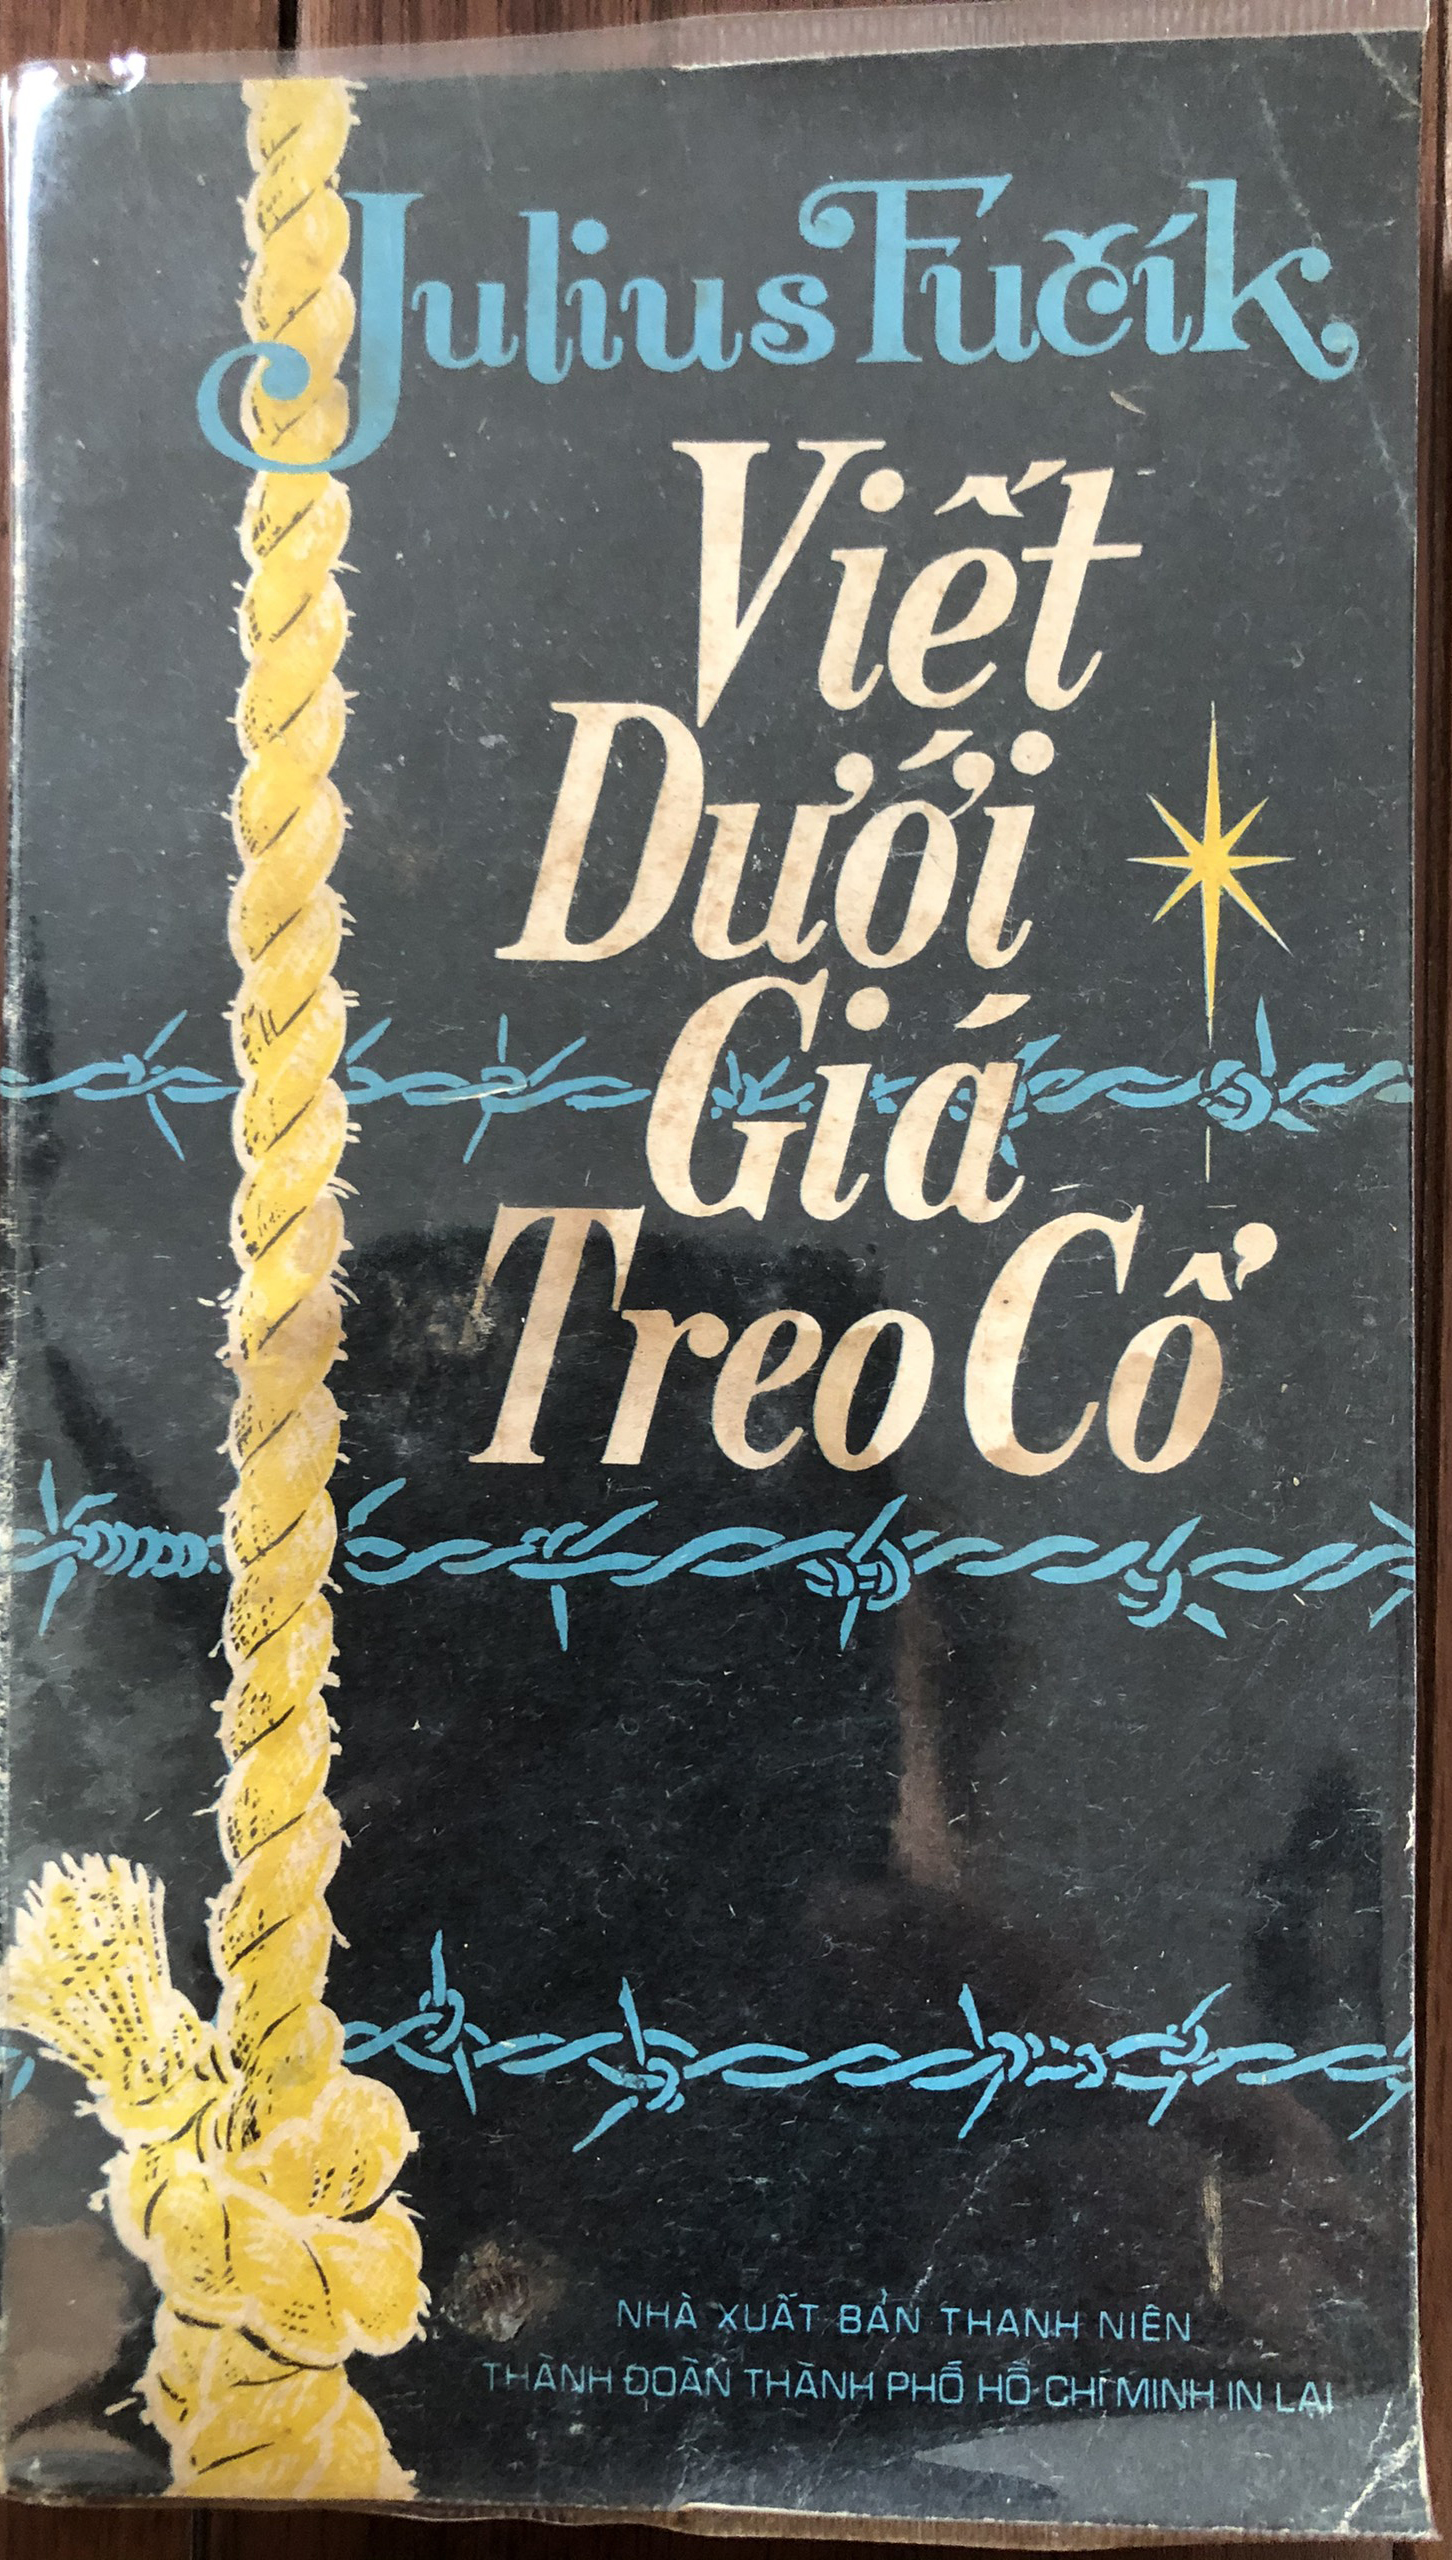 Julius Fučík
Viết
Dưới
Giá
Treo Cổ
NHÀ XUẤT BẢN THANH NIÊN
THÀNH ĐOÀN THÀNH PHỐ HỒ CHÍ MINH IN LẠI